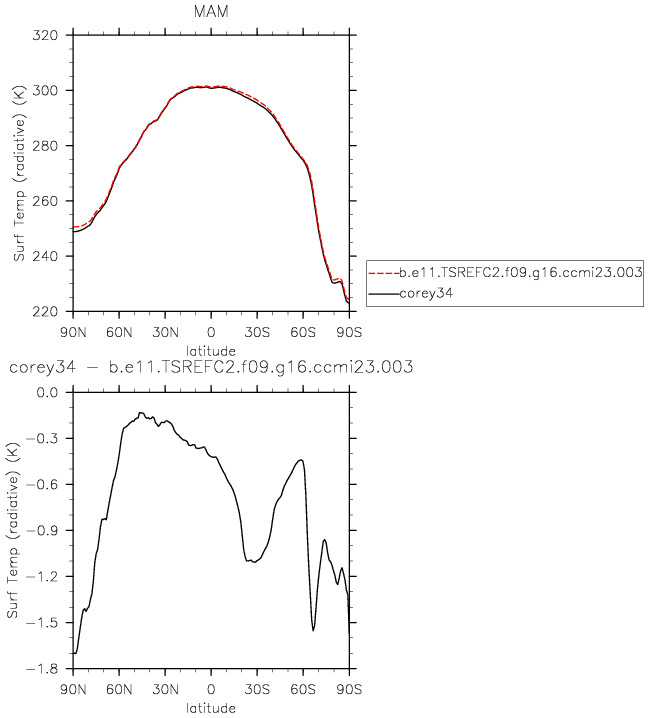 MAM
320
300
280
260
240
220
Surf Temp (radiative) (K)
90N 60N 30N 0 30S 60S 90S
latitude
b.e11.TSREFC2.f09.g16.ccmi23.003
corey34
corey34 − b.e11.TSREFC2.f09.g16.ccmi23.003
0.0
−0.3
−0.6
−0.9
−1.2
−1.5
−1.8
Surf Temp (radiative) (K)
90N 60N 30N 0 30S 60S 90S
latitude